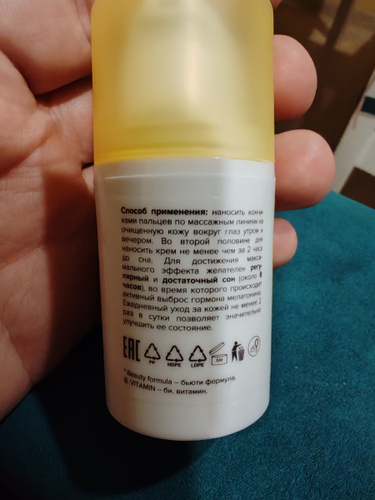 Способ применения: наносить кончи-
ками пальцев по массажным линиям на
очищенную кожу вокруг глаз утром и
вечером. Во второй половине дня
наносить крем не менее чем за 2 часа
до сна. Для достижения макси-
мального эффекта желателен регу-
лярный и достаточный сон (около 8
часов), во время которого происходит
активный выброс гормона мелатонина.
Ежедневный уход за кожей не менее 2
раз в сутки позволяет значительно
улучшить ее состояние.
EAC
PP HDPE LDPE
* Beauty formula – бьюти формула.
B. VITAMIN – би. витамин.